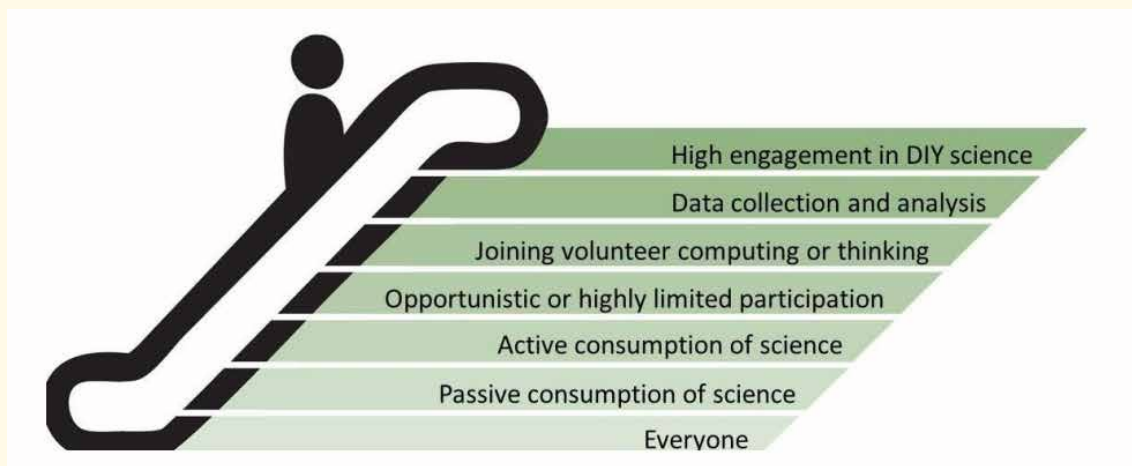 High engagement in DIY science
Data collection and analysis
Joining volunteer computing or thinking
Opportunistic or highly limited participation
Active consumption of science
Passive consumption of science
Everyone